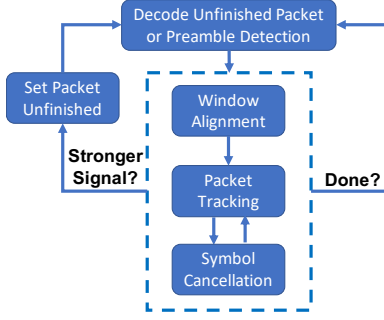 Decode Unfinished Packet
or Preamble Detection
Set Packet
Unfinished
Window
Alignment
Stronger
Signal?
Packet
Tracking
Done?
Symbol
Cancellation